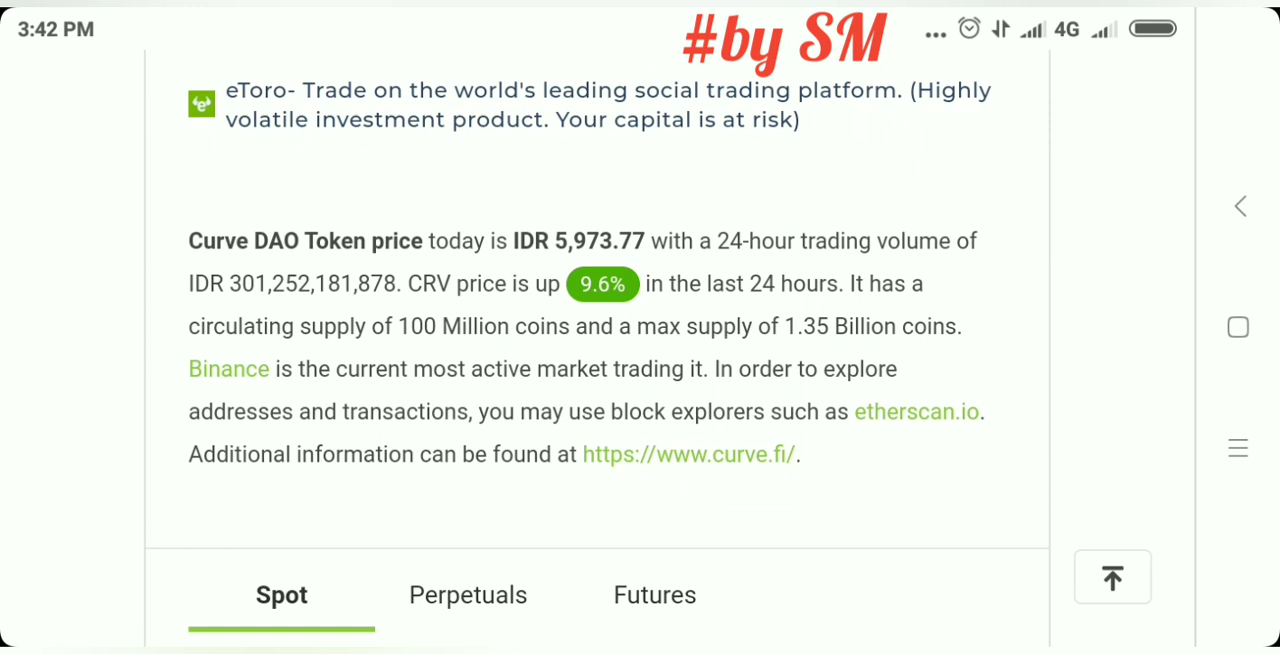 3:42 PM
#by SM
... 4G
eToro- Trade on the world's leading social trading platform. (Highly
volatile investment product. Your capital is at risk)
Curve DAO Token price today is IDR 5,973.77 with a 24-hour trading volume of
IDR 301,252,181,878. CRV price is up 9.6% in the last 24 hours. It has a
circulating supply of 100 Million coins and a max supply of 1.35 Billion coins.
Binance is the current most active market trading it. In order to explore
addresses and transactions, you may use block explorers such as etherscan.io.
Additional information can be found at https://www.curve.fi/.
Spot Perpetuals Futures